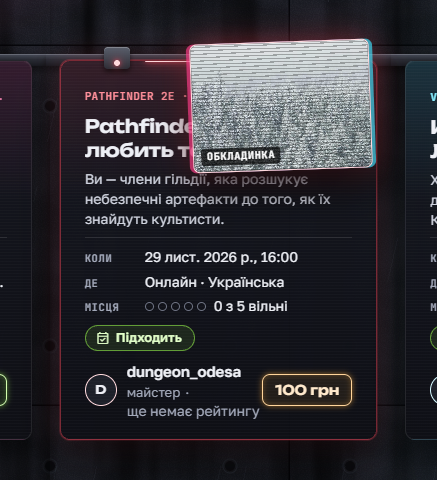 PATHFINDER 2E ·
Pathfinde
любить т
ОБКЛАДИНКА
Ви — члени гільдії, яка розшукує
небезпечні артефакти до того, як їх
знайдуть культисти.
КОЛИ 29 лист. 2026 р., 16:00
ДЕ Онлайн · Українська
МІСЦЯ 0 з 5 вільні
Підходить
D dungeon_odesa
майстер ·
ще немає рейтингу
100 грн